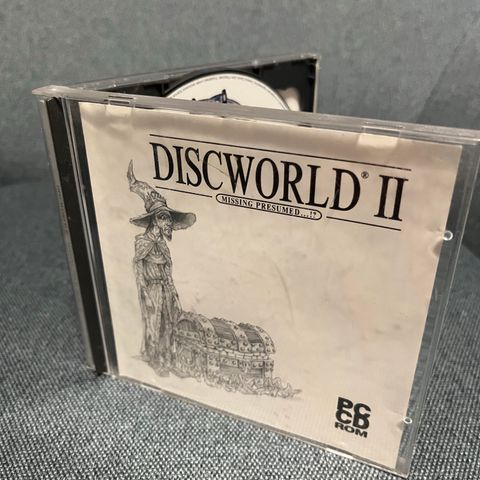 DISCWORLD® II
MISSING PRESUMED...!?
PC
CD
ROM